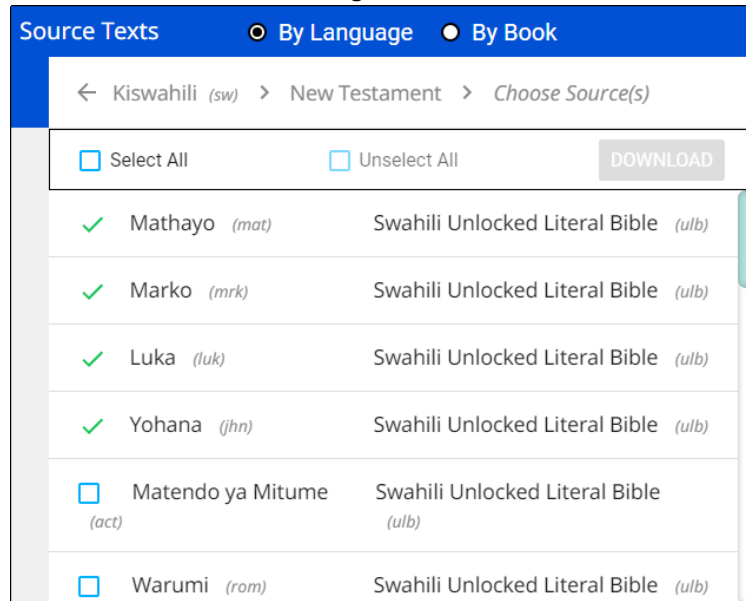 Source Texts By Language By Book
← Kiswahili (sw) > New Testament > Choose Source(s)
Select All Unselect All DOWNLOAD
Mathayo (mat) Swahili Unlocked Literal Bible (ulb)
Marko (mrk) Swahili Unlocked Literal Bible (ulb)
Luka (luk) Swahili Unlocked Literal Bible (ulb)
Yohana (jhn) Swahili Unlocked Literal Bible (ulb)
Matendo ya Mitume Swahili Unlocked Literal Bible
(act) (ulb)
Warumi (rom) Swahili Unlocked Literal Bible (ulb)